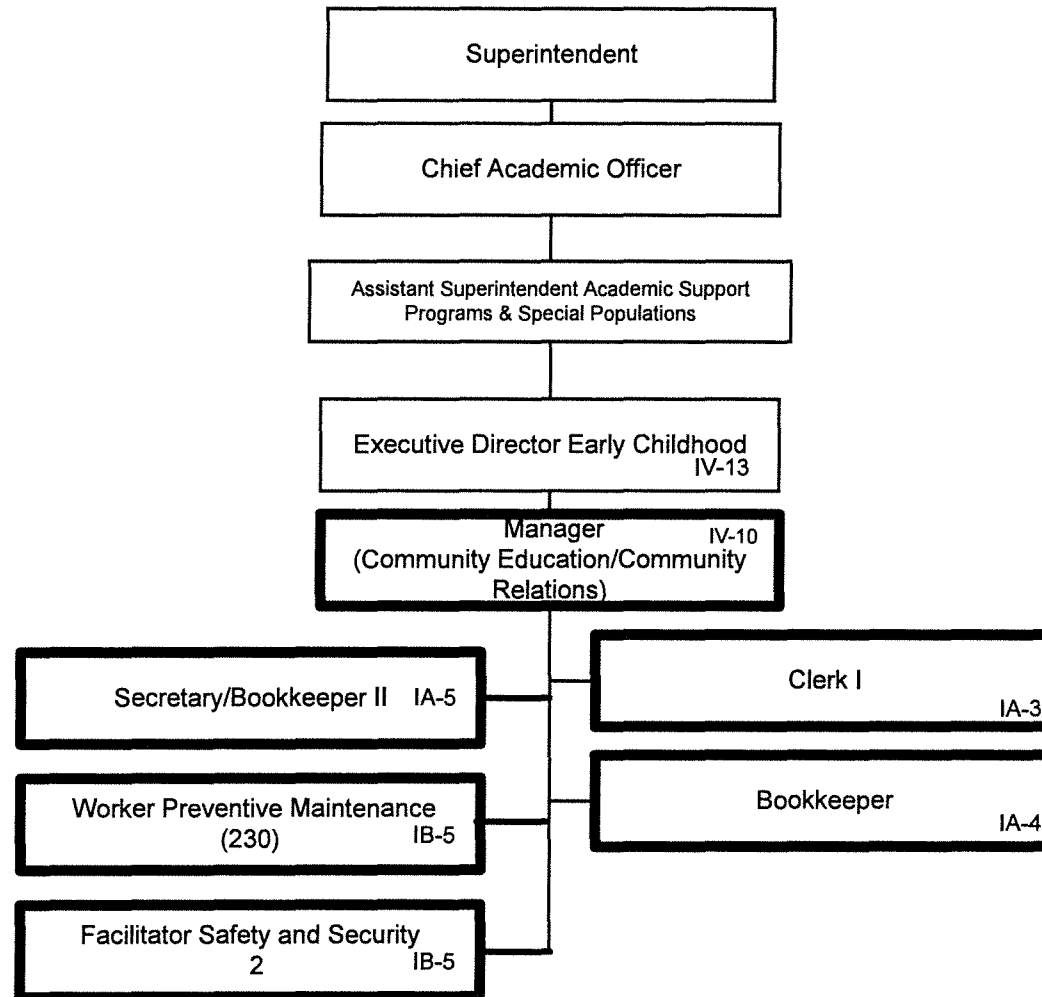 Superintendent
Chief Academic Officer
Assistant Superintendent Academic Support
Programs & Special Populations
Executive Director Early Childhood
IV-13
Manager IV-10
(Community Education/Community
Relations)
Secretary/Bookkeeper II IA-5
Clerk I
IA-3
Worker Preventive Maintenance
(230) IB-5
Bookkeeper
IA-4
Facilitator Safety and Security
2 IB-5